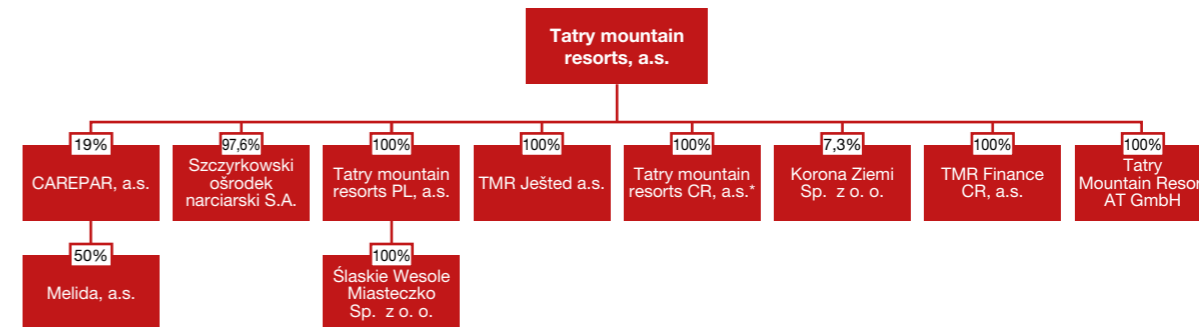 Tatry mountain
resorts, a.s.
19%
CAREPAR, a.s.
97,6%
Szczyrkowski
ośrodek
narciarski S.A.
100%
Tatry mountain
resorts PL, a.s.
100%
TMR Ješted a.s.
100%
Tatry mountain
resorts CR, a.s.*
7,3%
Korona Ziemi
Sp. z o. o.
100%
TMR Finance
CR, a.s.
100%
Tatry
Mountain Resor
AT GmbH
50%
Melida, a.s.
100%
Ślaskie Wesole
Miasteczko
Sp. z o. o.